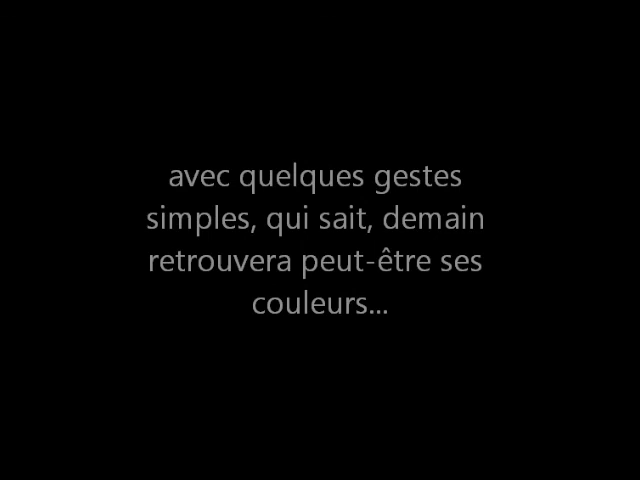 avec quelques gestes
simples, qui sait, demain
retrouvera peut-être ses
couleurs...